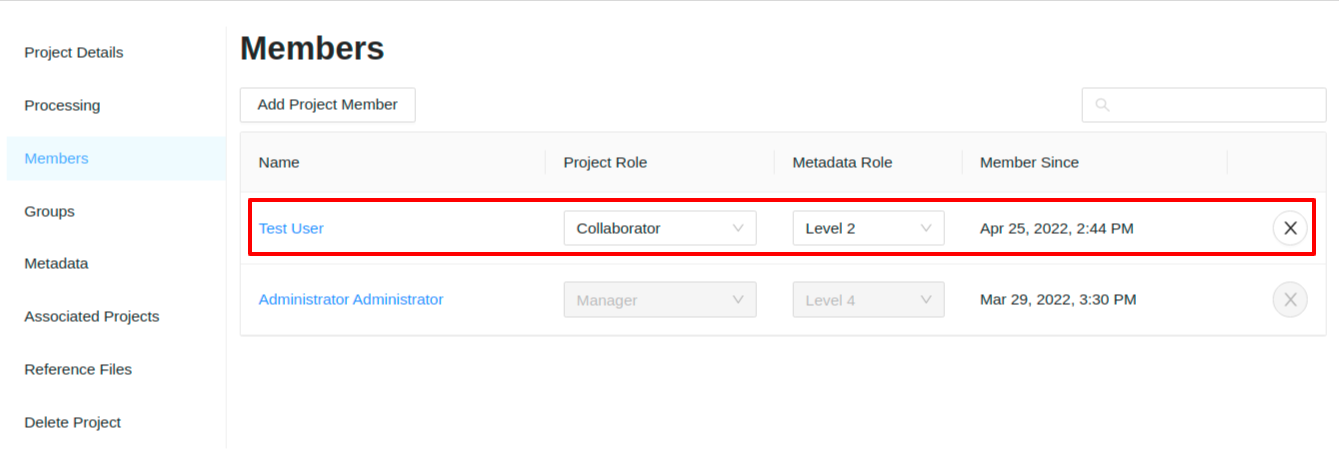 Project Details
Processing
Members
Groups
Metadata
Associated Projects
Reference Files
Delete Project
Members
Add Project Member
Name Project Role Metadata Role Member Since
Test User Collaborator Level 2 Apr 25, 2022, 2:44 PM
Administrator Administrator Manager Level 4 Mar 29, 2022, 3:30 PM